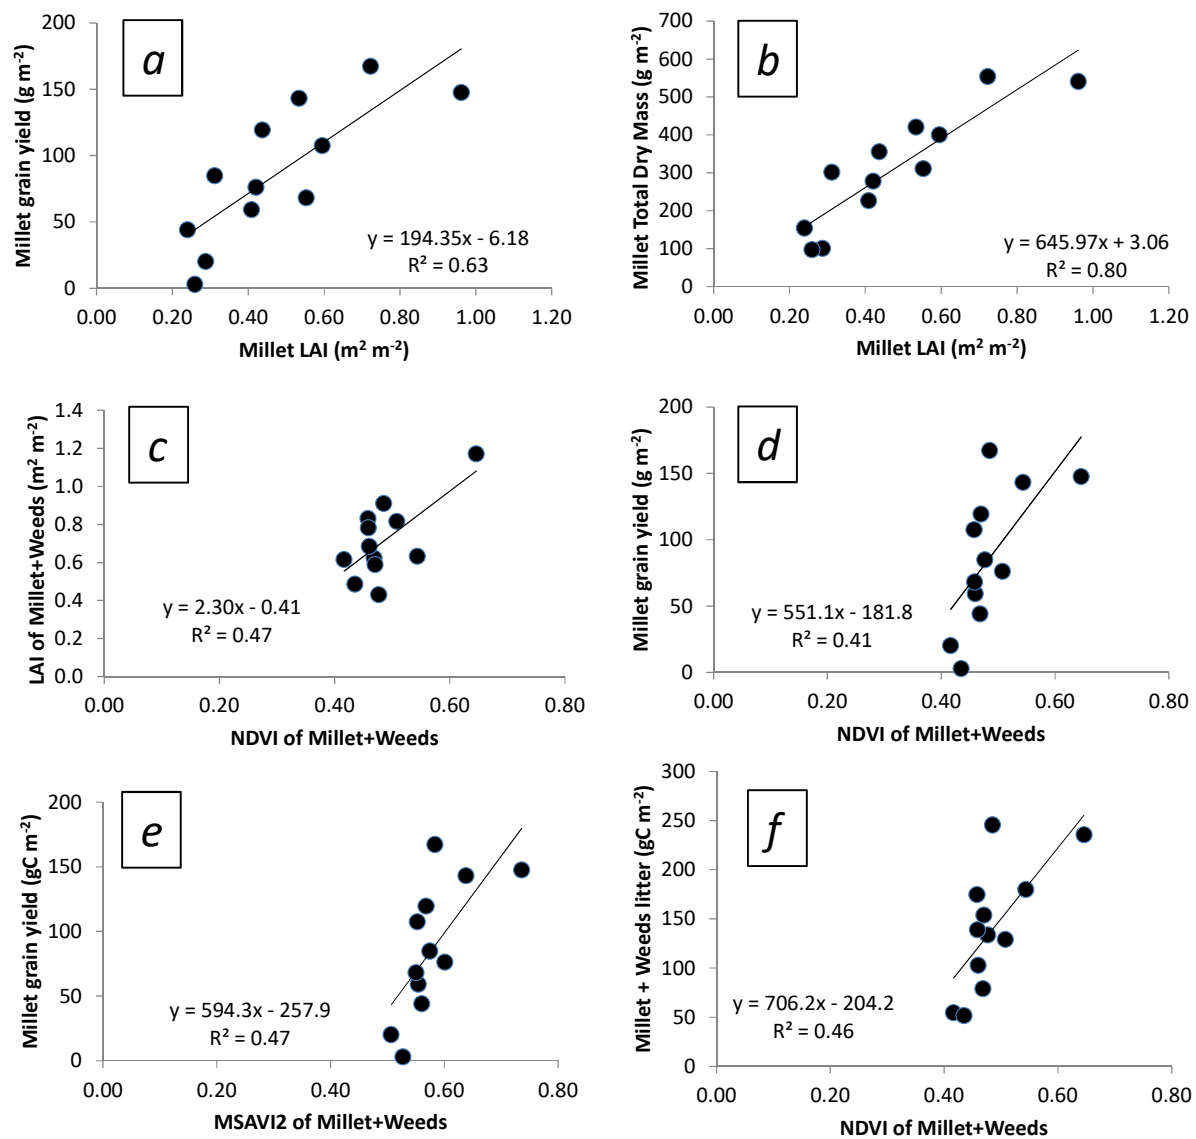 a
Millet grain yield (g m⁻²)
200
150
100
50
0
y = 194.35x - 6.18
R² = 0.63
0.00 0.20 0.40 0.60 0.80 1.00 1.20
Millet LAI (m² m⁻²)
b
Millet Total Dry Mass (g m⁻²)
700
600
500
400
300
200
100
0
y = 645.97x + 3.06
R² = 0.80
0.00 0.20 0.40 0.60 0.80 1.00 1.20
Millet LAI (m² m⁻²)
c
LAI of Millet+Weeds (m² m⁻²)
1.4
1.2
1.0
0.8
0.6
0.4
0.2
0.0
y = 2.30x - 0.41
R² = 0.47
0.00 0.20 0.40 0.60 0.80
NDVI of Millet+Weeds
d
Millet grain yield (g m⁻²)
200
150
100
50
0
y = 551.1x - 181.8
R² = 0.41
0.00 0.20 0.40 0.60 0.80
NDVI of Millet+Weeds
e
Millet grain yield (gC m⁻²)
200
150
100
50
0
y = 594.3x - 257.9
R² = 0.47
0.00 0.20 0.40 0.60 0.80
MSAVI2 of Millet+Weeds
f
Millet + Weeds litter (gC m⁻²)
300
250
200
150
100
50
0
y = 706.2x - 204.2
R² = 0.46
0.00 0.20 0.40 0.60 0.80
NDVI of Millet+Weeds